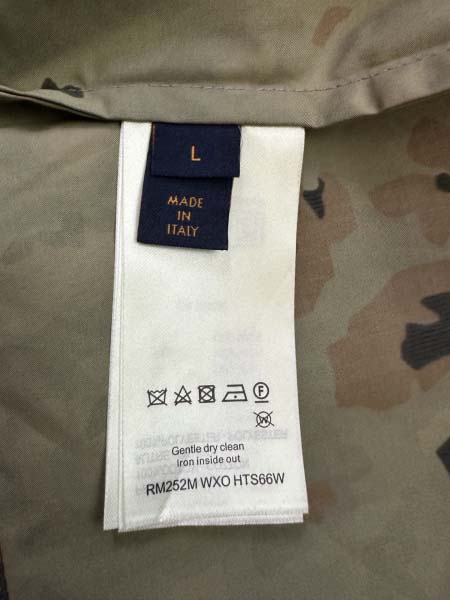 L
MADE
IN
ITALY
F
W
Gentle dry clean
iron inside out
RM252M WXO HTS66W